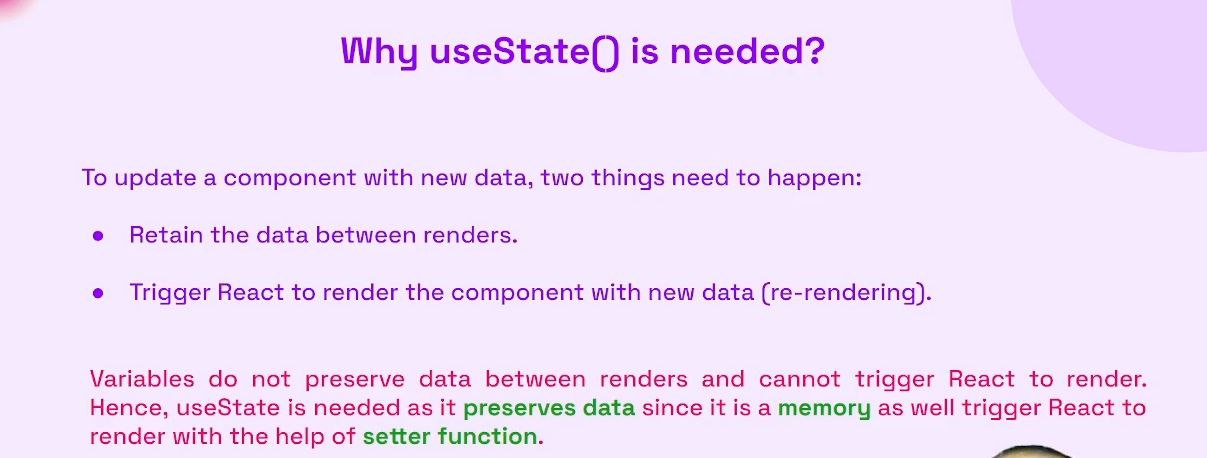 Why useState() is needed?
To update a component with new data, two things need to happen:
● Retain the data between renders.
● Trigger React to render the component with new data (re-rendering).
Variables do not preserve data between renders and cannot trigger React to render.
Hence, useState is needed as it preserves data since it is a memory as well trigger React to
render with the help of setter function.